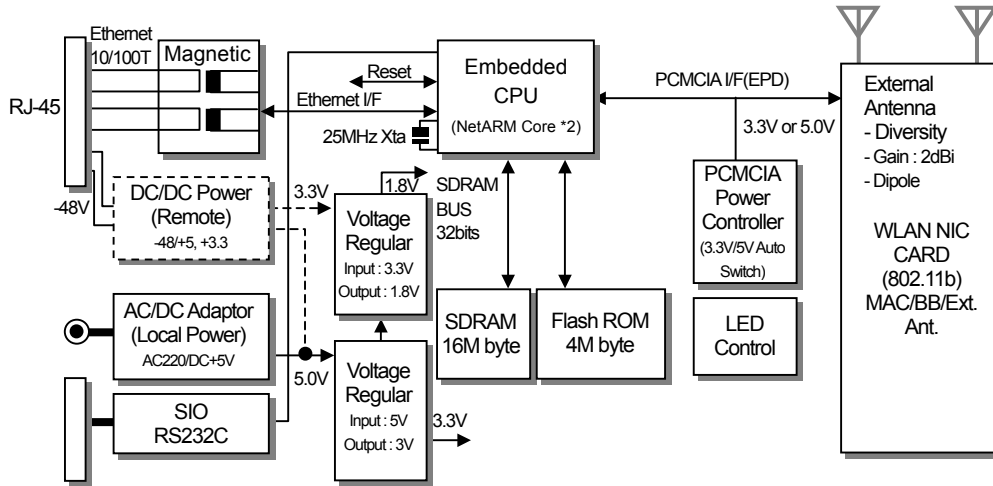 Ethernet
10/100T
RJ-45
Magnetic
Reset
Ethernet I/F
25MHz Xta
Embedded
CPU
(NetARM Core *2)
PCMCIA I/F(EPD)
3.3V or 5.0V
External
Antenna
- Diversity
- Gain : 2dBi
- Dipole
WLAN NIC
CARD
(802.11b)
MAC/BB/Ext.
Ant.
-48V
DC/DC Power
(Remote)
-48/+5, +3.3
3.3V
1.8V
Voltage
Regular
Input : 3.3V
Output : 1.8V
SDRAM
BUS
32bits
PCMCIA
Power
Controller
(3.3V/5V Auto
Switch)
AC/DC Adaptor
(Local Power)
AC220/DC+5V
5.0V
SDRAM
16M byte
Flash ROM
4M byte
LED
Control
SIO
RS232C
Voltage
Regular
Input : 5V
Output : 3V
3.3V